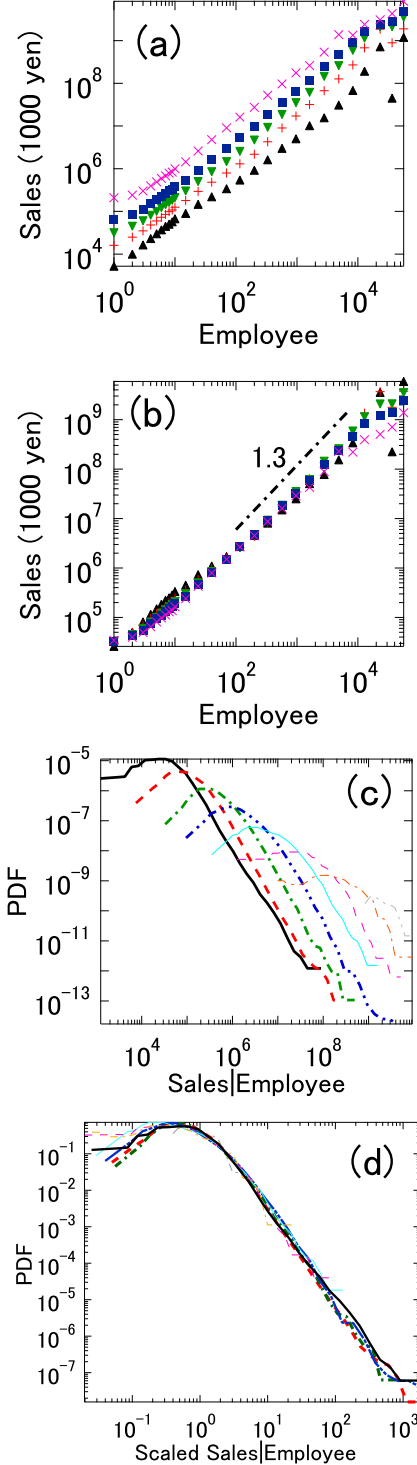 (a)
Sales (1000 yen)
10^8
10^6
10^4
10^0 10^2 10^4
Employee
(b)
1.3
Sales (1000 yen)
10^9
10^8
10^7
10^6
10^5
10^0 10^2 10^4
Employee
(c)
PDF
10^-5
10^-7
10^-9
10^-11
10^-13
10^4 10^6 10^8
Sales|Employee
(d)
PDF
10^-1
10^-2
10^-3
10^-4
10^-5
10^-6
10^-7
10^-1 10^0 10^1 10^2 10^3
Scaled Sales|Employee